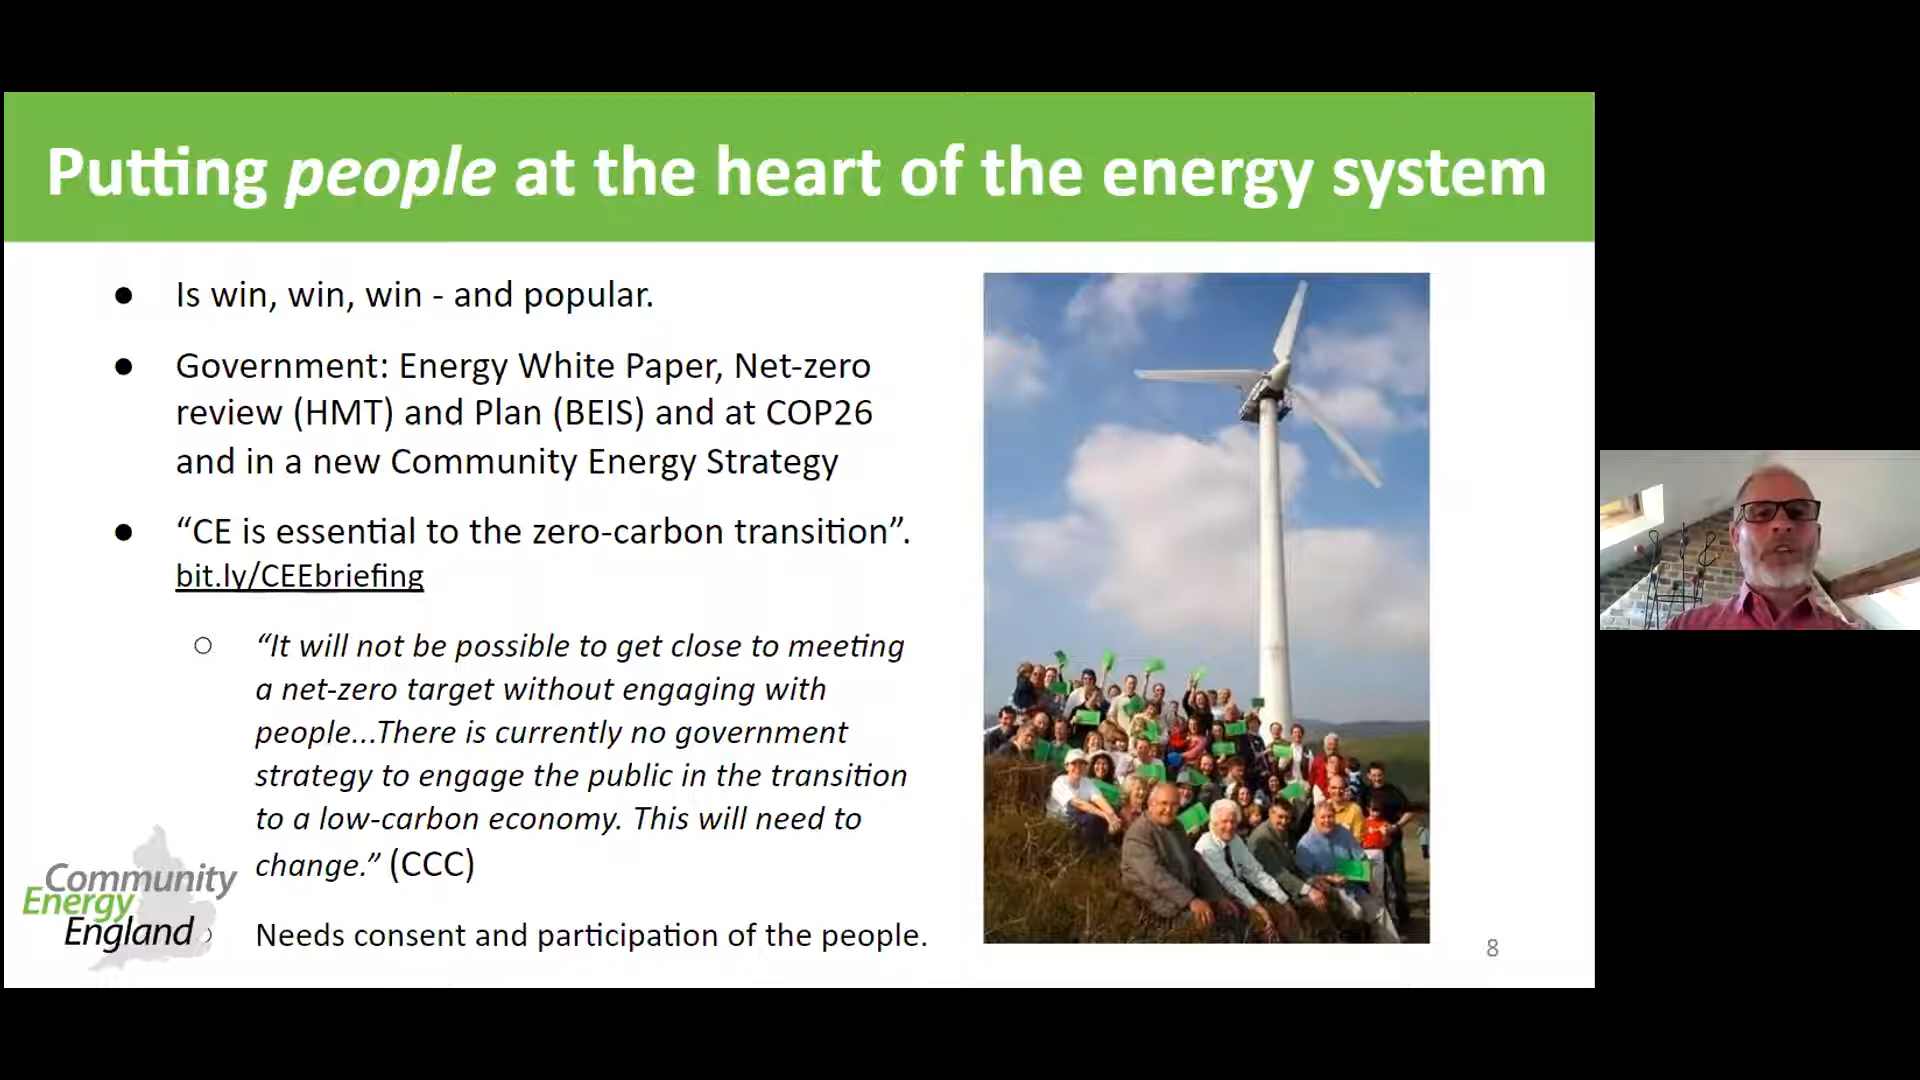 Putting people at the heart of the energy system
● Is win, win, win - and popular.
● Government: Energy White Paper, Net-zero
review (HMT) and Plan (BEIS) and at COP26
and in a new Community Energy Strategy
● “CE is essential to the zero-carbon transition”.
bit.ly/CEEbriefing
○ “It will not be possible to get close to meeting
a net-zero target without engaging with
people...There is currently no government
strategy to engage the public in the transition
to a low-carbon economy. This will need to
change.” (CCC)
Needs consent and participation of the people.
Community
Energy
England
8